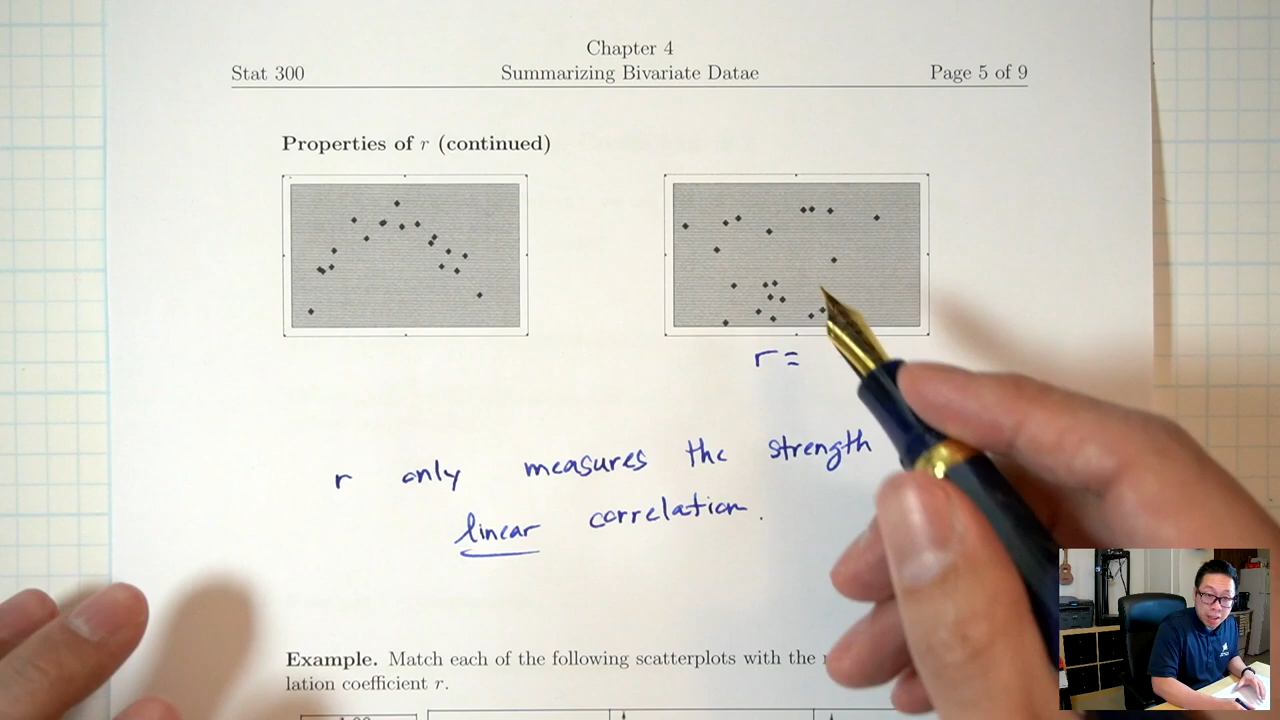 Chapter 4
Stat 300 Summarizing Bivariate Datae Page 5 of 9
Properties of r (continued)
r =
r only measures the strength
linear correlation.
Example. Match each of the following scatterplots with the
lation coefficient r.